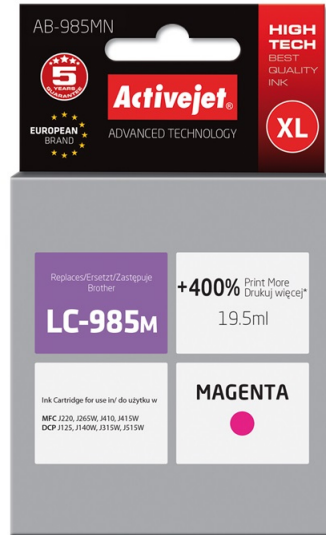 AB-985MN
HIGH
TECH
BEST
QUALITY
INK
5
YEARS
GUARANTEE
Activejet®
EUROPEAN
BRAND
ADVANCED TECHNOLOGY
XL
Replaces/Ersetzt/Zastępuje
Brother
LC-985M
+400% Print More
Drukuj więcej*
19.5ml
Ink Cartridge for use in/ do użytku w
MFC J220, J265W, J410, J415W
DCP J125, J140W, J315W, J515W
MAGENTA